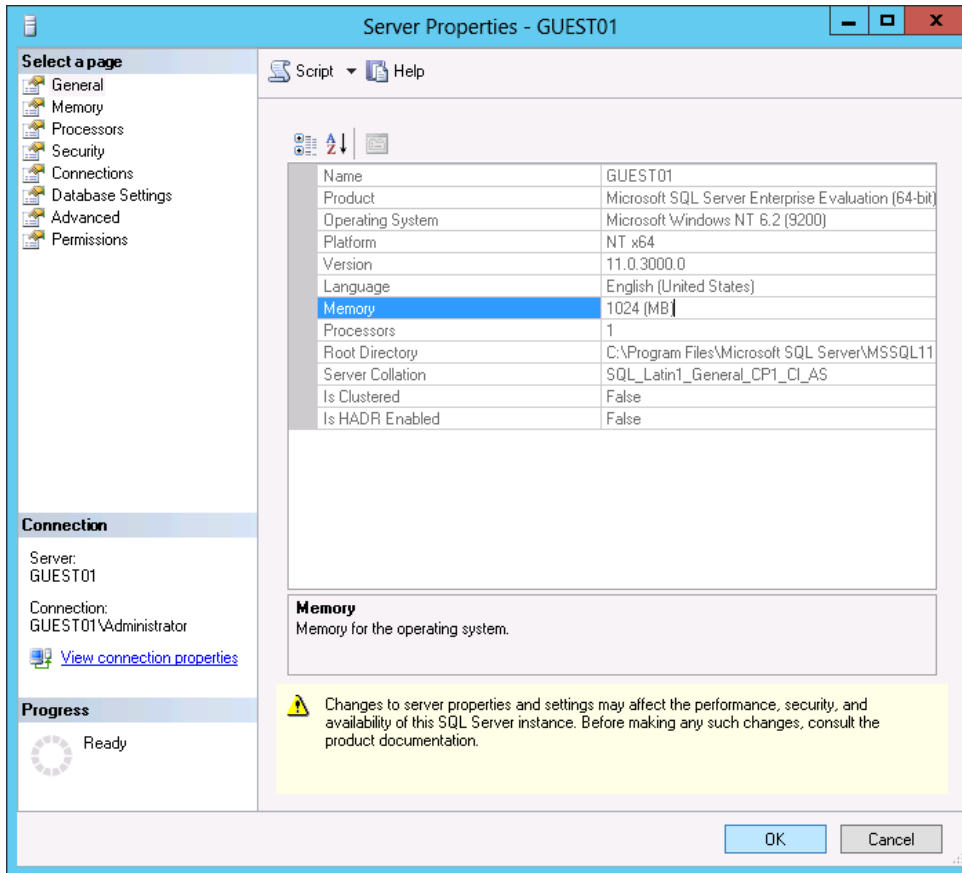 Server Properties - GUEST01
Select a page
General
Memory
Processors
Security
Connections
Database Settings
Advanced
Permissions
Script
Help
Name GUEST01
Product Microsoft SQL Server Enterprise Evaluation (64-bit)
Operating System Microsoft Windows NT 6.2 (9200)
Platform NT x64
Version 11.0.3000.0
Language English (United States)
Memory 1024 (MB)
Processors 1
Root Directory C:\Program Files\Microsoft SQL Server\MSSQL11
Server Collation SQL_Latin1_General_CP1_CI_AS
Is Clustered False
Is HADR Enabled False
Memory
Memory for the operating system.
Changes to server properties and settings may affect the performance, security, and
availability of this SQL Server instance. Before making any such changes, consult the
product documentation.
Connection
Server:
GUEST01
Connection:
GUEST01\Administrator
View connection properties
Progress
Ready
OK
Cancel